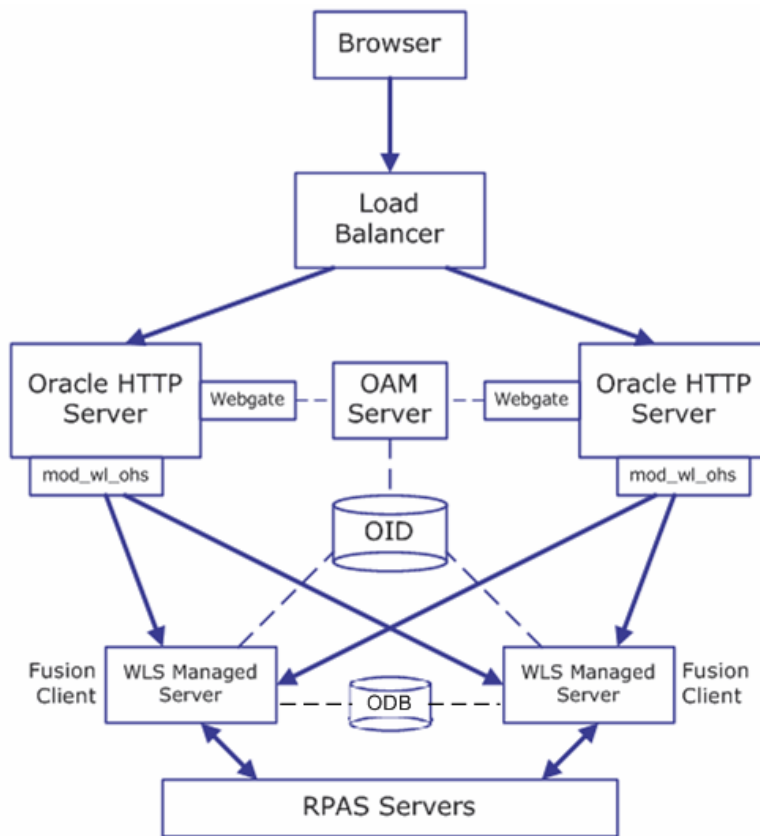 Browser
Load
Balancer
Oracle HTTP
Server
Webgate
OAM
Server
Webgate
Oracle HTTP
Server
mod_wl_ohs
mod_wl_ohs
OID
Fusion
Client
WLS Managed
Server
ODB
WLS Managed
Server
Fusion
Client
RPAS Servers